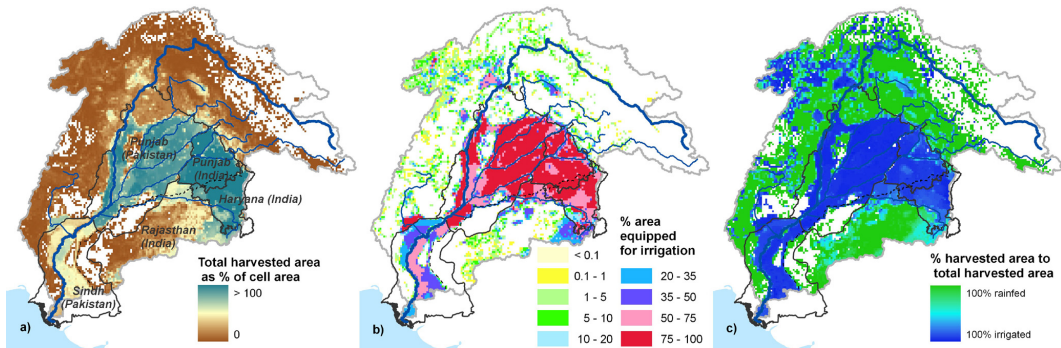 Punjab
(Pakistan)
Punjab
(India)
Haryana (India)
Rajasthan
(India)
Sindh
(Pakistan)
Total harvested area
as % of cell area
> 100
0
a)
% area
equipped
for irrigation
< 0.1
0.1 - 1
1 - 5
5 - 10
10 - 20
20 - 35
35 - 50
50 - 75
75 - 100
b)
% harvested area to
total harvested area
100% rainfed
100% irrigated
c)